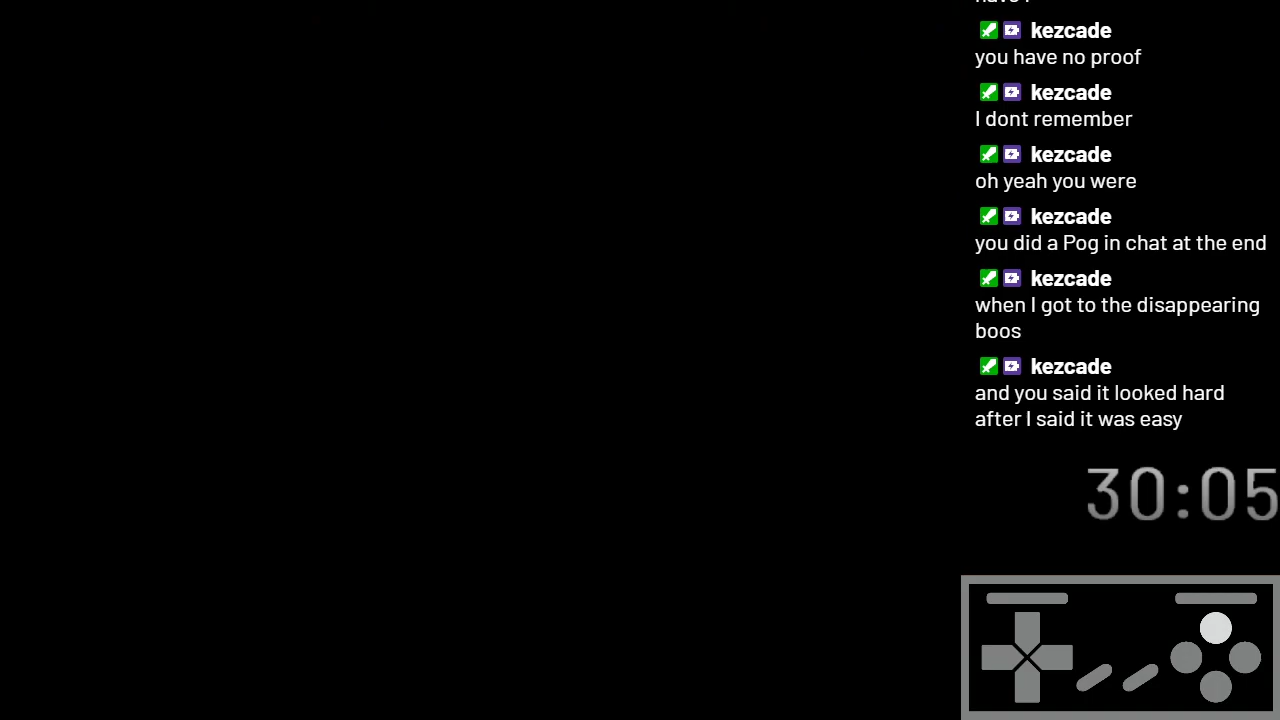 kezcade
you have no proof
kezcade
I dont remember
kezcade
oh yeah you were
kezcade
you did a Pog in chat at the end
kezcade
when I got to the disappearing
boos
kezcade
and you said it looked hard
after I said it was easy
30:05